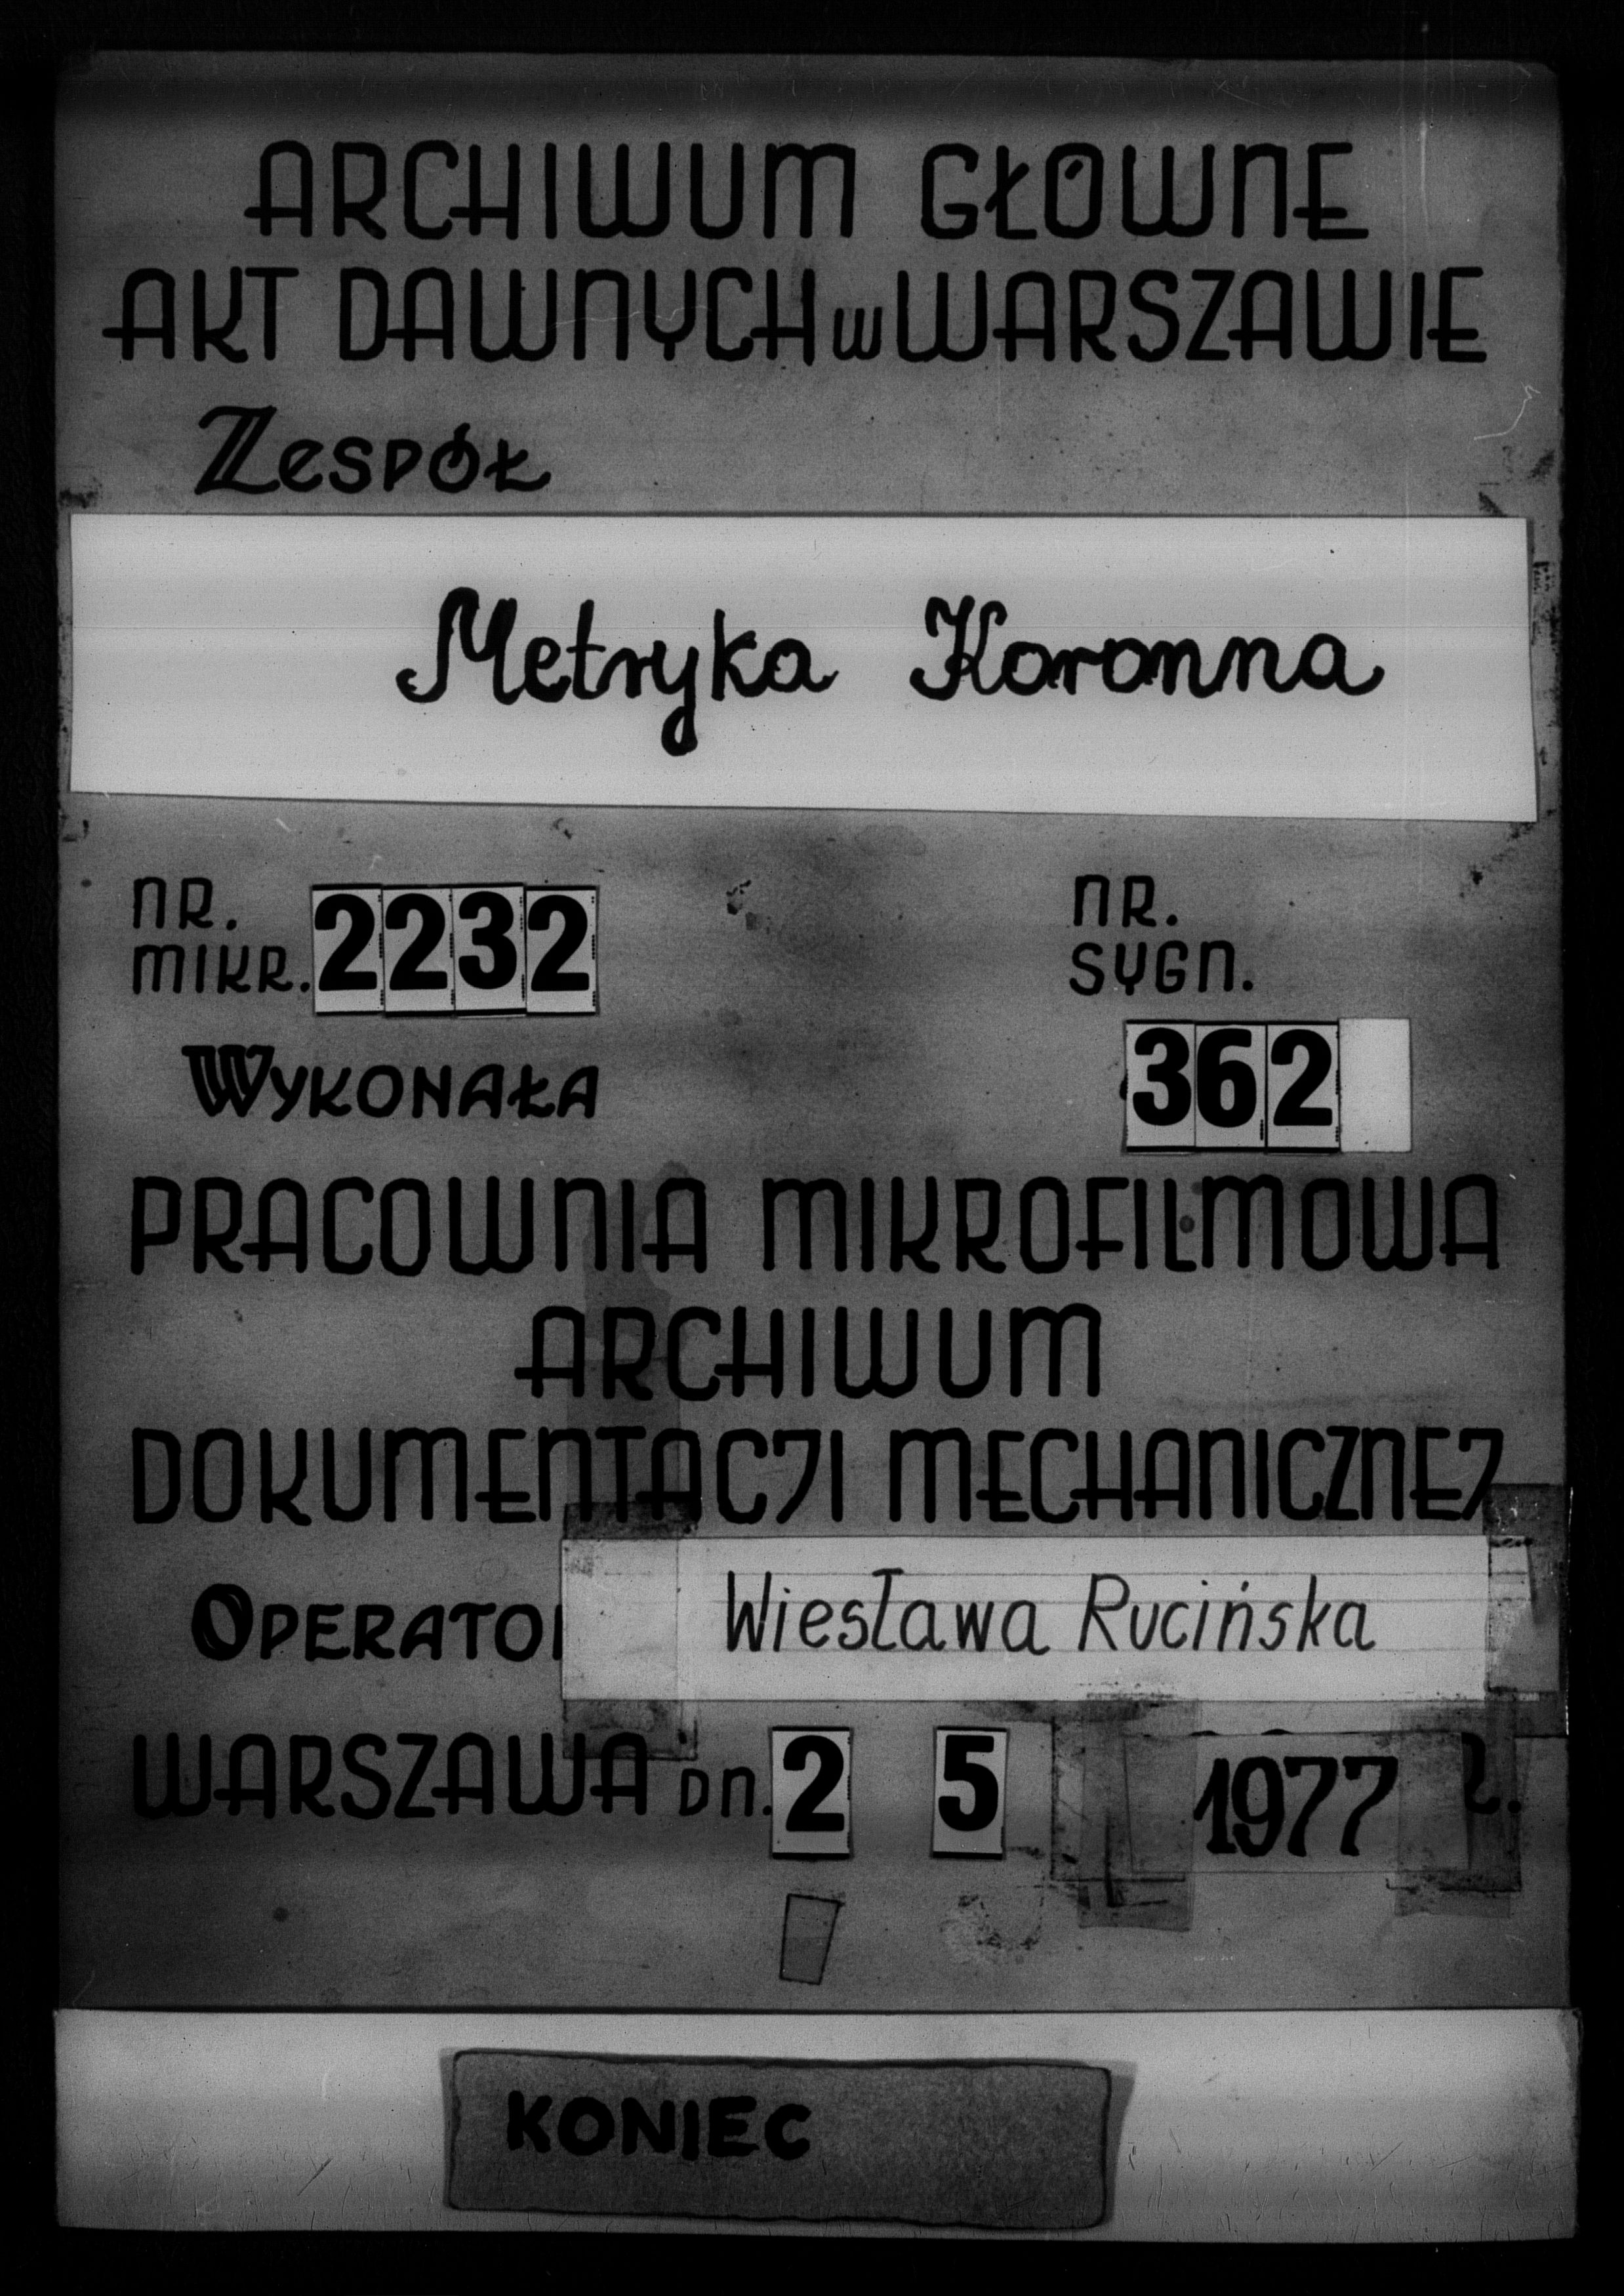 ARCHIWUM GŁÓWNE
AKT DAWNYCH w WARSZAWIE
ZESPÓŁ
Metryka Koronna
NR. MIKR. 2232
NR. SYGN. 362
WYKONAŁA
PRACOWNIA MIKROFILMOWA
ARCHIWUM
DOKUMENTACJI MECHANICZNEJ
OPERATOR Wiesława Rucińska
WARSZAWA DN. 2 5 1977 R.
KONIEC